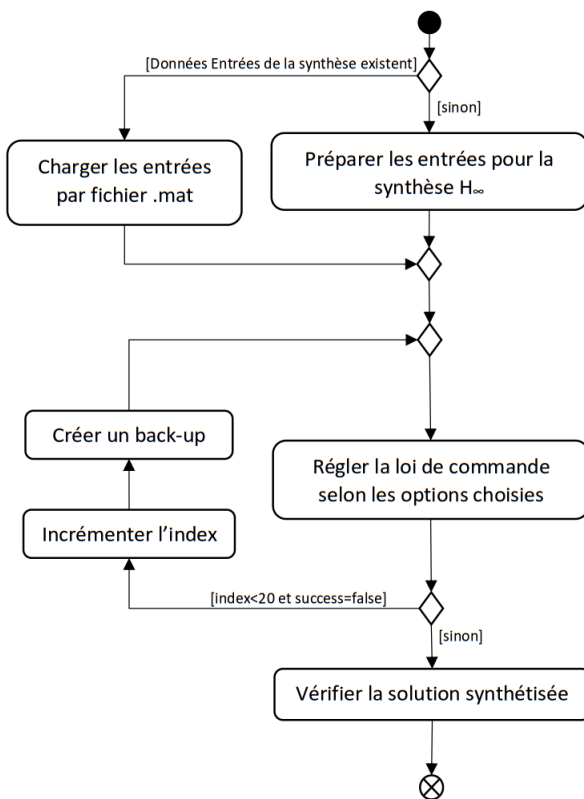 [Données Entrées de la synthèse existent]
[sinon]
Charger les entrées
par fichier .mat
Préparer les entrées pour la
synthèse H∞
Créer un back-up
Régler la loi de commande
selon les options choisies
Incrémenter l’index
[index<20 et success=false]
[sinon]
Vérifier la solution synthétisée